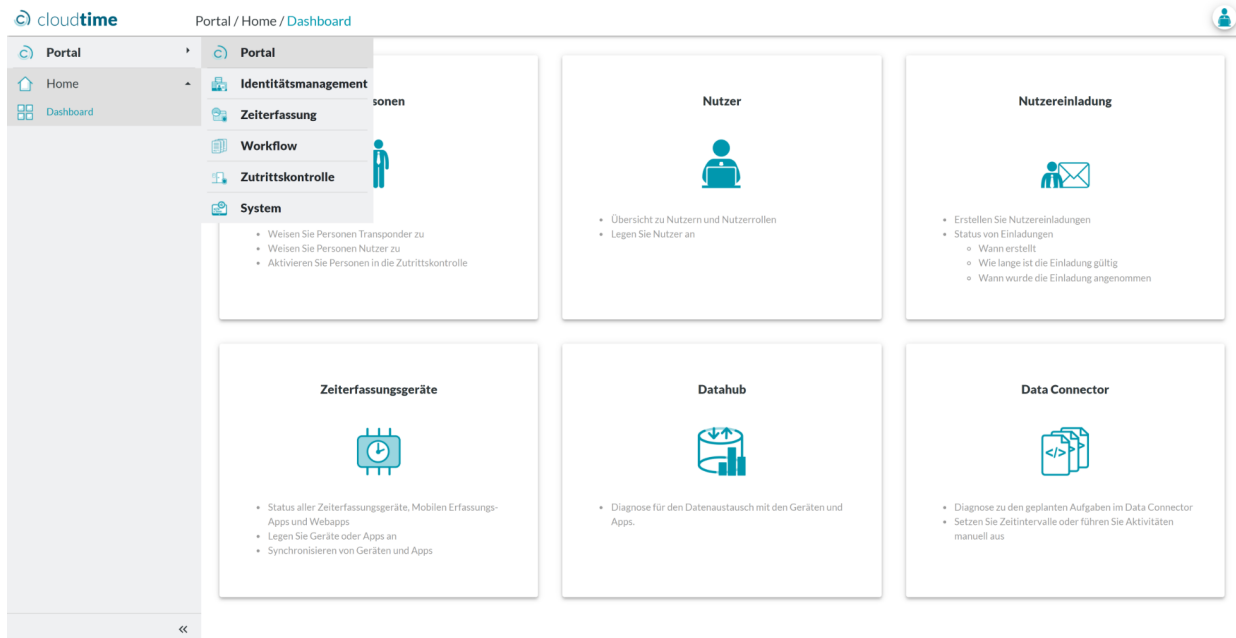 cloudtime
Portal / Home / Dashboard
Portal
Home
Dashboard
Portal
Identitätsmanagement
Zeiterfassung
Workflow
Zutrittskontrolle
System
sonen
Weisen Sie Personen Transponder zu
Weisen Sie Personen Nutzer zu
Aktivieren Sie Personen in die Zutrittskontrolle
Nutzer
Übersicht zu Nutzern und Nutzerrollen
Legen Sie Nutzer an
Nutzereinladung
Erstellen Sie Nutzereinladungen
Status von Einladungen
Wann erstellt
Wie lange ist die Einladung gültig
Wann wurde die Einladung angenommen
Zeiterfassungsgeräte
Status aller Zeiterfassungsgeräte, Mobilen Erfassungs-
Apps und Webapps
Legen Sie Geräte oder Apps an
Synchronisieren von Geräten und Apps
Datahub
Diagnose für den Datenaustausch mit den Geräten und
Apps.
Data Connector
</>
Diagnose zu den geplanten Aufgaben im Data Connector
Setzen Sie Zeitintervalle oder führen Sie Aktivitäten
manuell aus
«